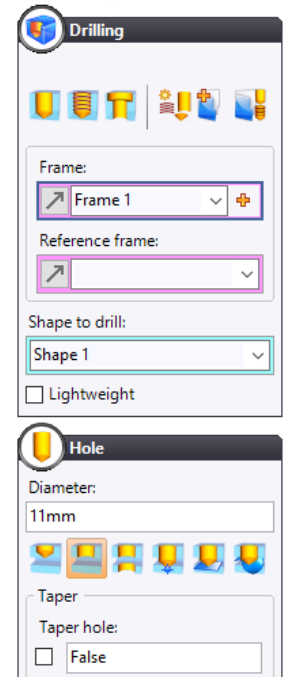 Drilling
Frame:
Frame 1
Reference frame:
Shape to drill:
Shape 1
Lightweight
Hole
Diameter:
11mm
Taper
Taper hole:
False